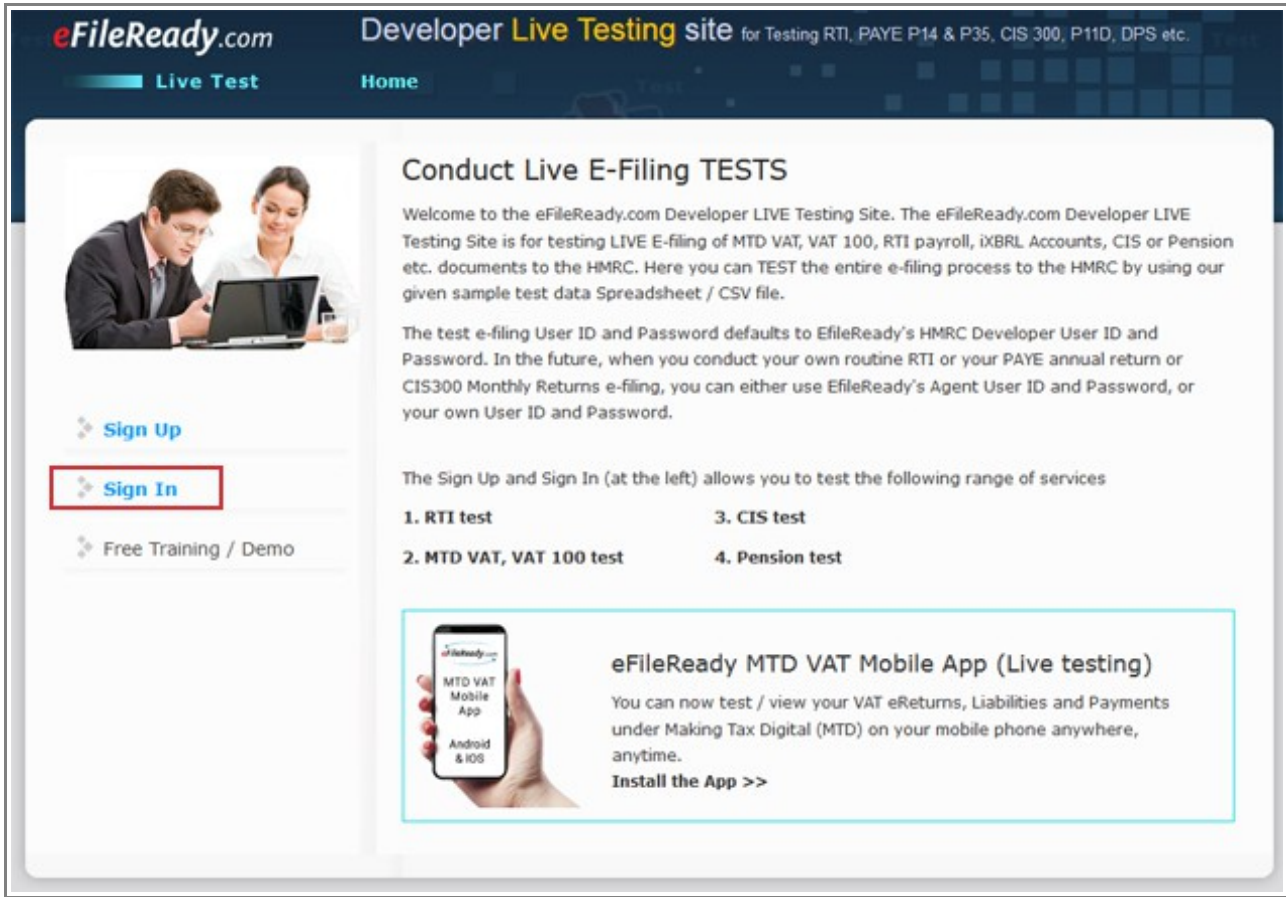 eFileReady.com
Developer Live Testing site for Testing RTI, PAYE P14 & P35, CIS 300, P11D, DPS etc.
Live Test
Home
Conduct Live E-Filing TESTS
Welcome to the eFileReady.com Developer LIVE Testing Site. The eFileReady.com Developer LIVE
Testing Site is for testing LIVE E-filing of MTD VAT, VAT 100, RTI payroll, iXBRL Accounts, CIS or Pension
etc. documents to the HMRC. Here you can TEST the entire e-filing process to the HMRC by using our
given sample test data Spreadsheet / CSV file.
The test e-filing User ID and Password defaults to EfileReady's HMRC Developer User ID and
Password. In the future, when you conduct your own routine RTI or your PAYE annual return or
CIS300 Monthly Returns e-filing, you can either use EfileReady's Agent User ID and Password, or
your own User ID and Password.
Sign Up
Sign In
Free Training / Demo
The Sign Up and Sign In (at the left) allows you to test the following range of services
1. RTI test
3. CIS test
2. MTD VAT, VAT 100 test
4. Pension test
eFileReady.com
MTD VAT
Mobile
App
Android
& IOS
eFileReady MTD VAT Mobile App (Live testing)
You can now test / view your VAT eReturns, Liabilities and Payments
under Making Tax Digital (MTD) on your mobile phone anywhere,
anytime.
Install the App >>